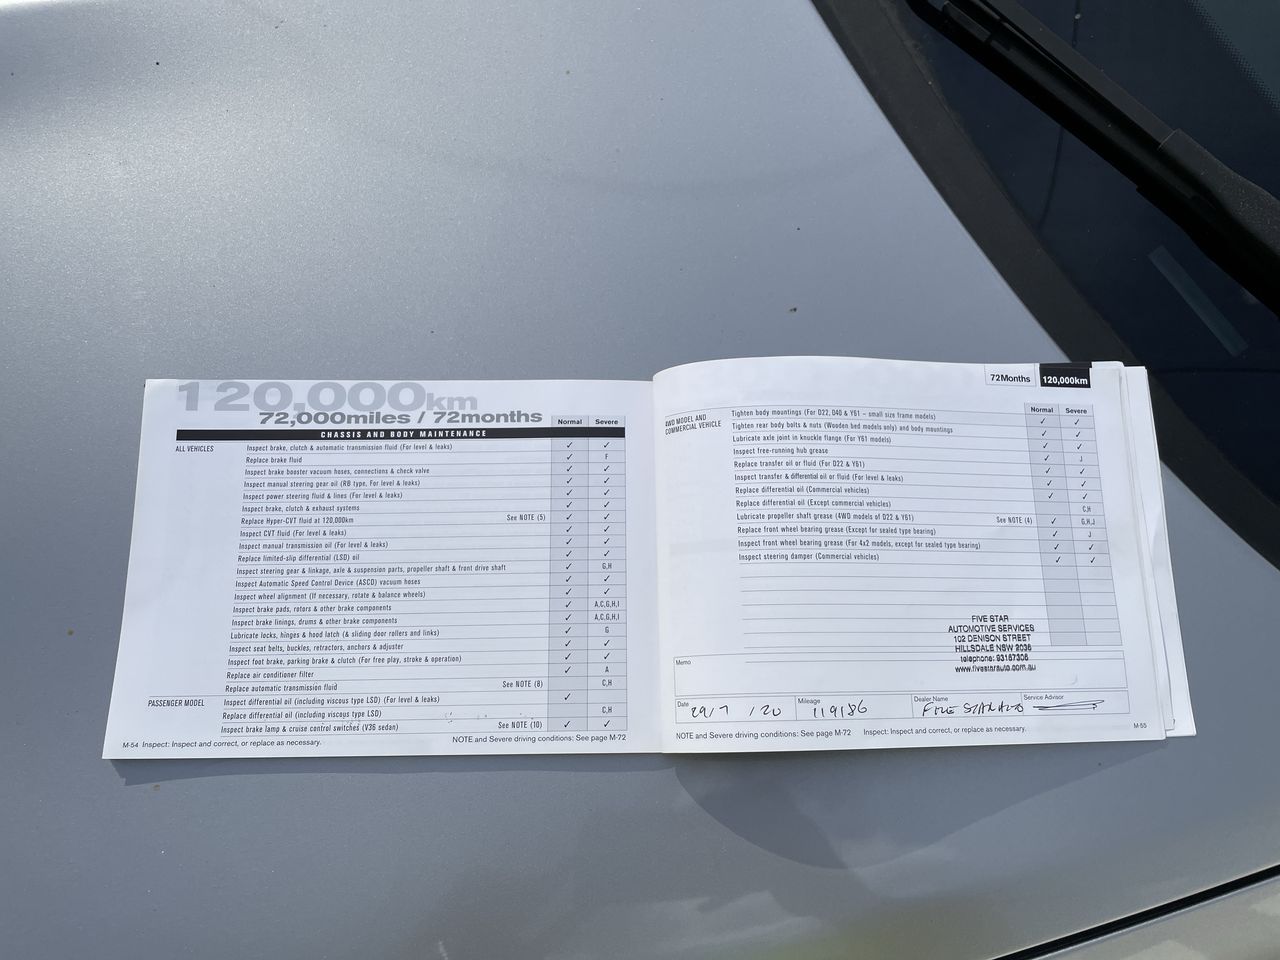 120,000km
72,000miles / 72months
Normal Severe
CHASSIS AND BODY MAINTENANCE
ALL VEHICLES Inspect brake, clutch & automatic transmission fluid (For level & leaks) ✓ ✓
Replace brake fluid ✓ F
Inspect brake booster vacuum hoses, connections & check valve ✓ ✓
Inspect manual steering gear oil (RB type, For level & leaks) ✓ ✓
Inspect power steering fluid & lines (For level & leaks) ✓ ✓
Inspect brake, clutch & exhaust systems ✓ ✓
Replace Hyper-CVT fluid at 120,000km See NOTE (5) ✓ ✓
Inspect CVT fluid (For level & leaks) ✓ ✓
Inspect manual transmission oil (For level & leaks) ✓ ✓
Replace limited-slip differential (LSD) oil ✓ ✓
Inspect steering gear & linkage, axle & suspension parts, propeller shaft & front drive shaft ✓ G,H
Inspect Automatic Speed Control Device (ASCD) vacuum hoses ✓ ✓
Inspect wheel alignment (If necessary, rotate & balance wheels) ✓ ✓
Inspect brake pads, rotors & other brake components ✓ A,C,G,H,I
Inspect brake linings, drums & other brake components ✓ A,C,G,H,I
Lubricate locks, hinges & hood latch (& sliding door rollers and links) ✓ G
Inspect seat belts, buckles, retractors, anchors & adjuster ✓ ✓
Inspect foot brake, parking brake & clutch (For free play, stroke & operation) ✓ ✓
Replace air conditioner filter ✓ A
Replace automatic transmission fluid See NOTE (8) C,H
PASSENGER MODEL Inspect differential oil (including viscous type LSD) (For level & leaks) ✓
Replace differential oil (including viscous type LSD) C,H
Inspect brake lamp & cruise control switches (V36 sedan) See NOTE (10) ✓ ✓
M-54 Inspect: Inspect and correct, or replace as necessary. NOTE and Severe driving conditions: See page M-72
72Months 120,000km
Normal Severe
4WD MODEL AND
COMMERCIAL VEHICLE
Tighten body mountings (For D22, D40 & Y61 – small size frame models) ✓ ✓
Tighten rear body bolts & nuts (Wooden bed models only) and body mountings ✓ ✓
Lubricate axle joint in knuckle flange (For Y61 models) ✓ ✓
Inspect free-running hub grease ✓ J
Replace transfer oil or fluid (For D22 & Y61) ✓ ✓
Inspect transfer & differential oil or fluid (For level & leaks) ✓ ✓
Replace differential oil (Commercial vehicles)
Replace differential oil (Except commercial vehicles) C,H
Lubricate propeller shaft grease (4WD models of D22 & Y61) See NOTE (4) ✓ G,H,J
Replace front wheel bearing grease (Except for sealed type bearing) ✓ J
Inspect front wheel bearing grease (For 4x2 models, except for sealed type bearing) ✓ ✓
Inspect steering damper (Commercial vehicles) ✓ ✓
FIVE STAR
AUTOMOTIVE SERVICES
102 DENISON STREET
HILLSDALE NSW 2036
telephone: 93167306
www.fivestarauto.com.au
Memo
Date 29/7/20 Mileage 119186 Dealer Name FIVE STAR AUTO Service Advisor
NOTE and Severe driving conditions: See page M-72 Inspect: Inspect and correct, or replace as necessary. M-55